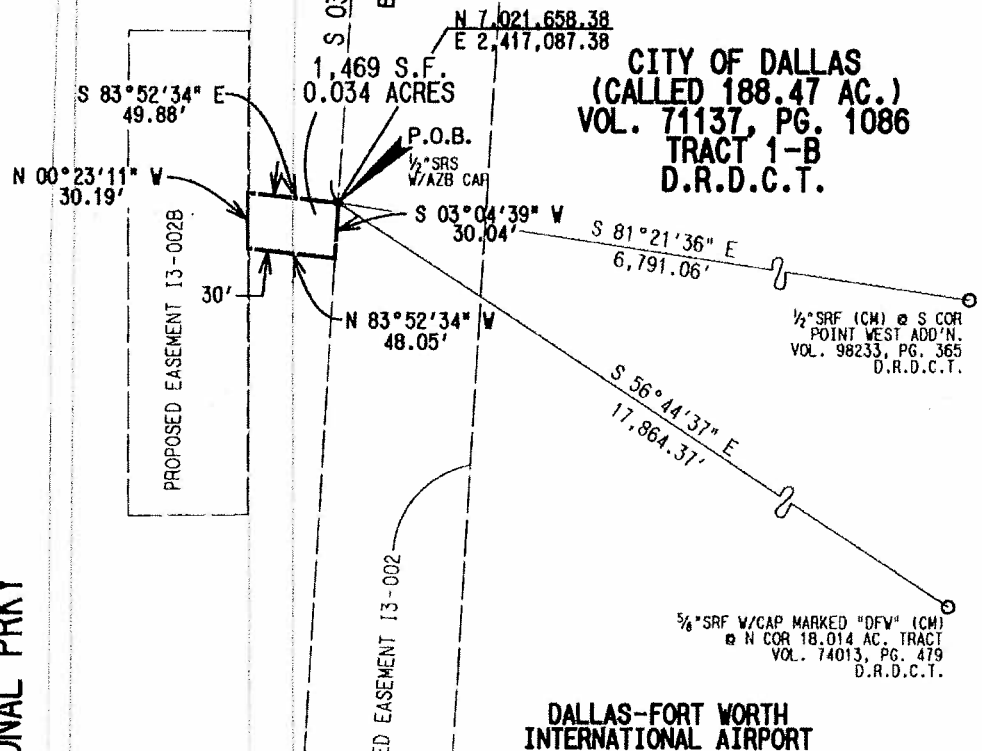 S 03
B
N 7,021,658.38
E 2,417,087.38
1,469 S.F.
0.034 ACRES
S 83°52'34" E
49.88'
CITY OF DALLAS
(CALLED 188.47 AC.)
VOL. 71137, PG. 1086
TRACT 1-B
D.R.D.C.T.
P.O.B.
½"SRS
W/AZB CAP
N 00°23'11" W
30.19'
S 03°04'39" W
30.04'
S 81°21'36" E
6,791.06'
PROPOSED EASEMENT I3-002B
30'
N 83°52'34" W
48.05'
½"SRF (CM) @ S COR
POINT WEST ADD'N.
VOL. 98233, PG. 365
D.R.D.C.T.
S 56°44'37" E
17,864.37'
ED EASEMENT I3-002
⅝"SRF W/CAP MARKED "DFW" (CM)
@ N COR 18.014 AC. TRACT
VOL. 74013, PG. 479
D.R.D.C.T.
ONAL PRKY
DALLAS-FORT WORTH
INTERNATIONAL AIRPORT